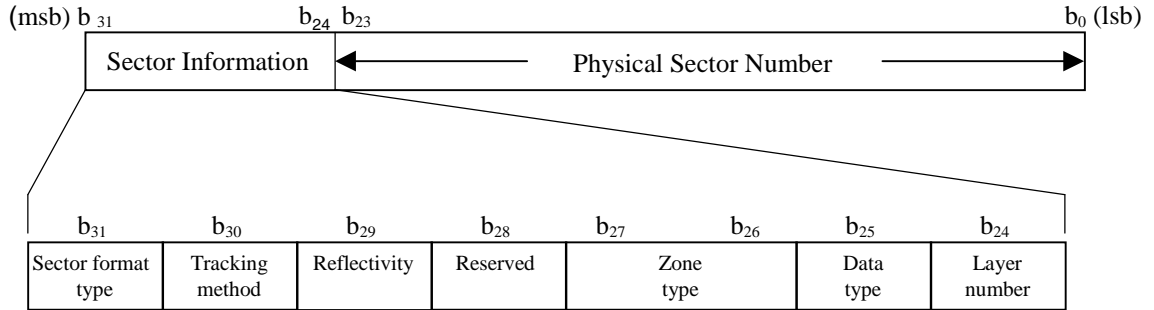 (msb) b 31 b24 b23 b0 (lsb)
Sector Information Physical Sector Number
b31 b30 b29 b28 b27 b26 b25 b24
Sector format Tracking Reflectivity Reserved Zone Data Layer
type method type type number